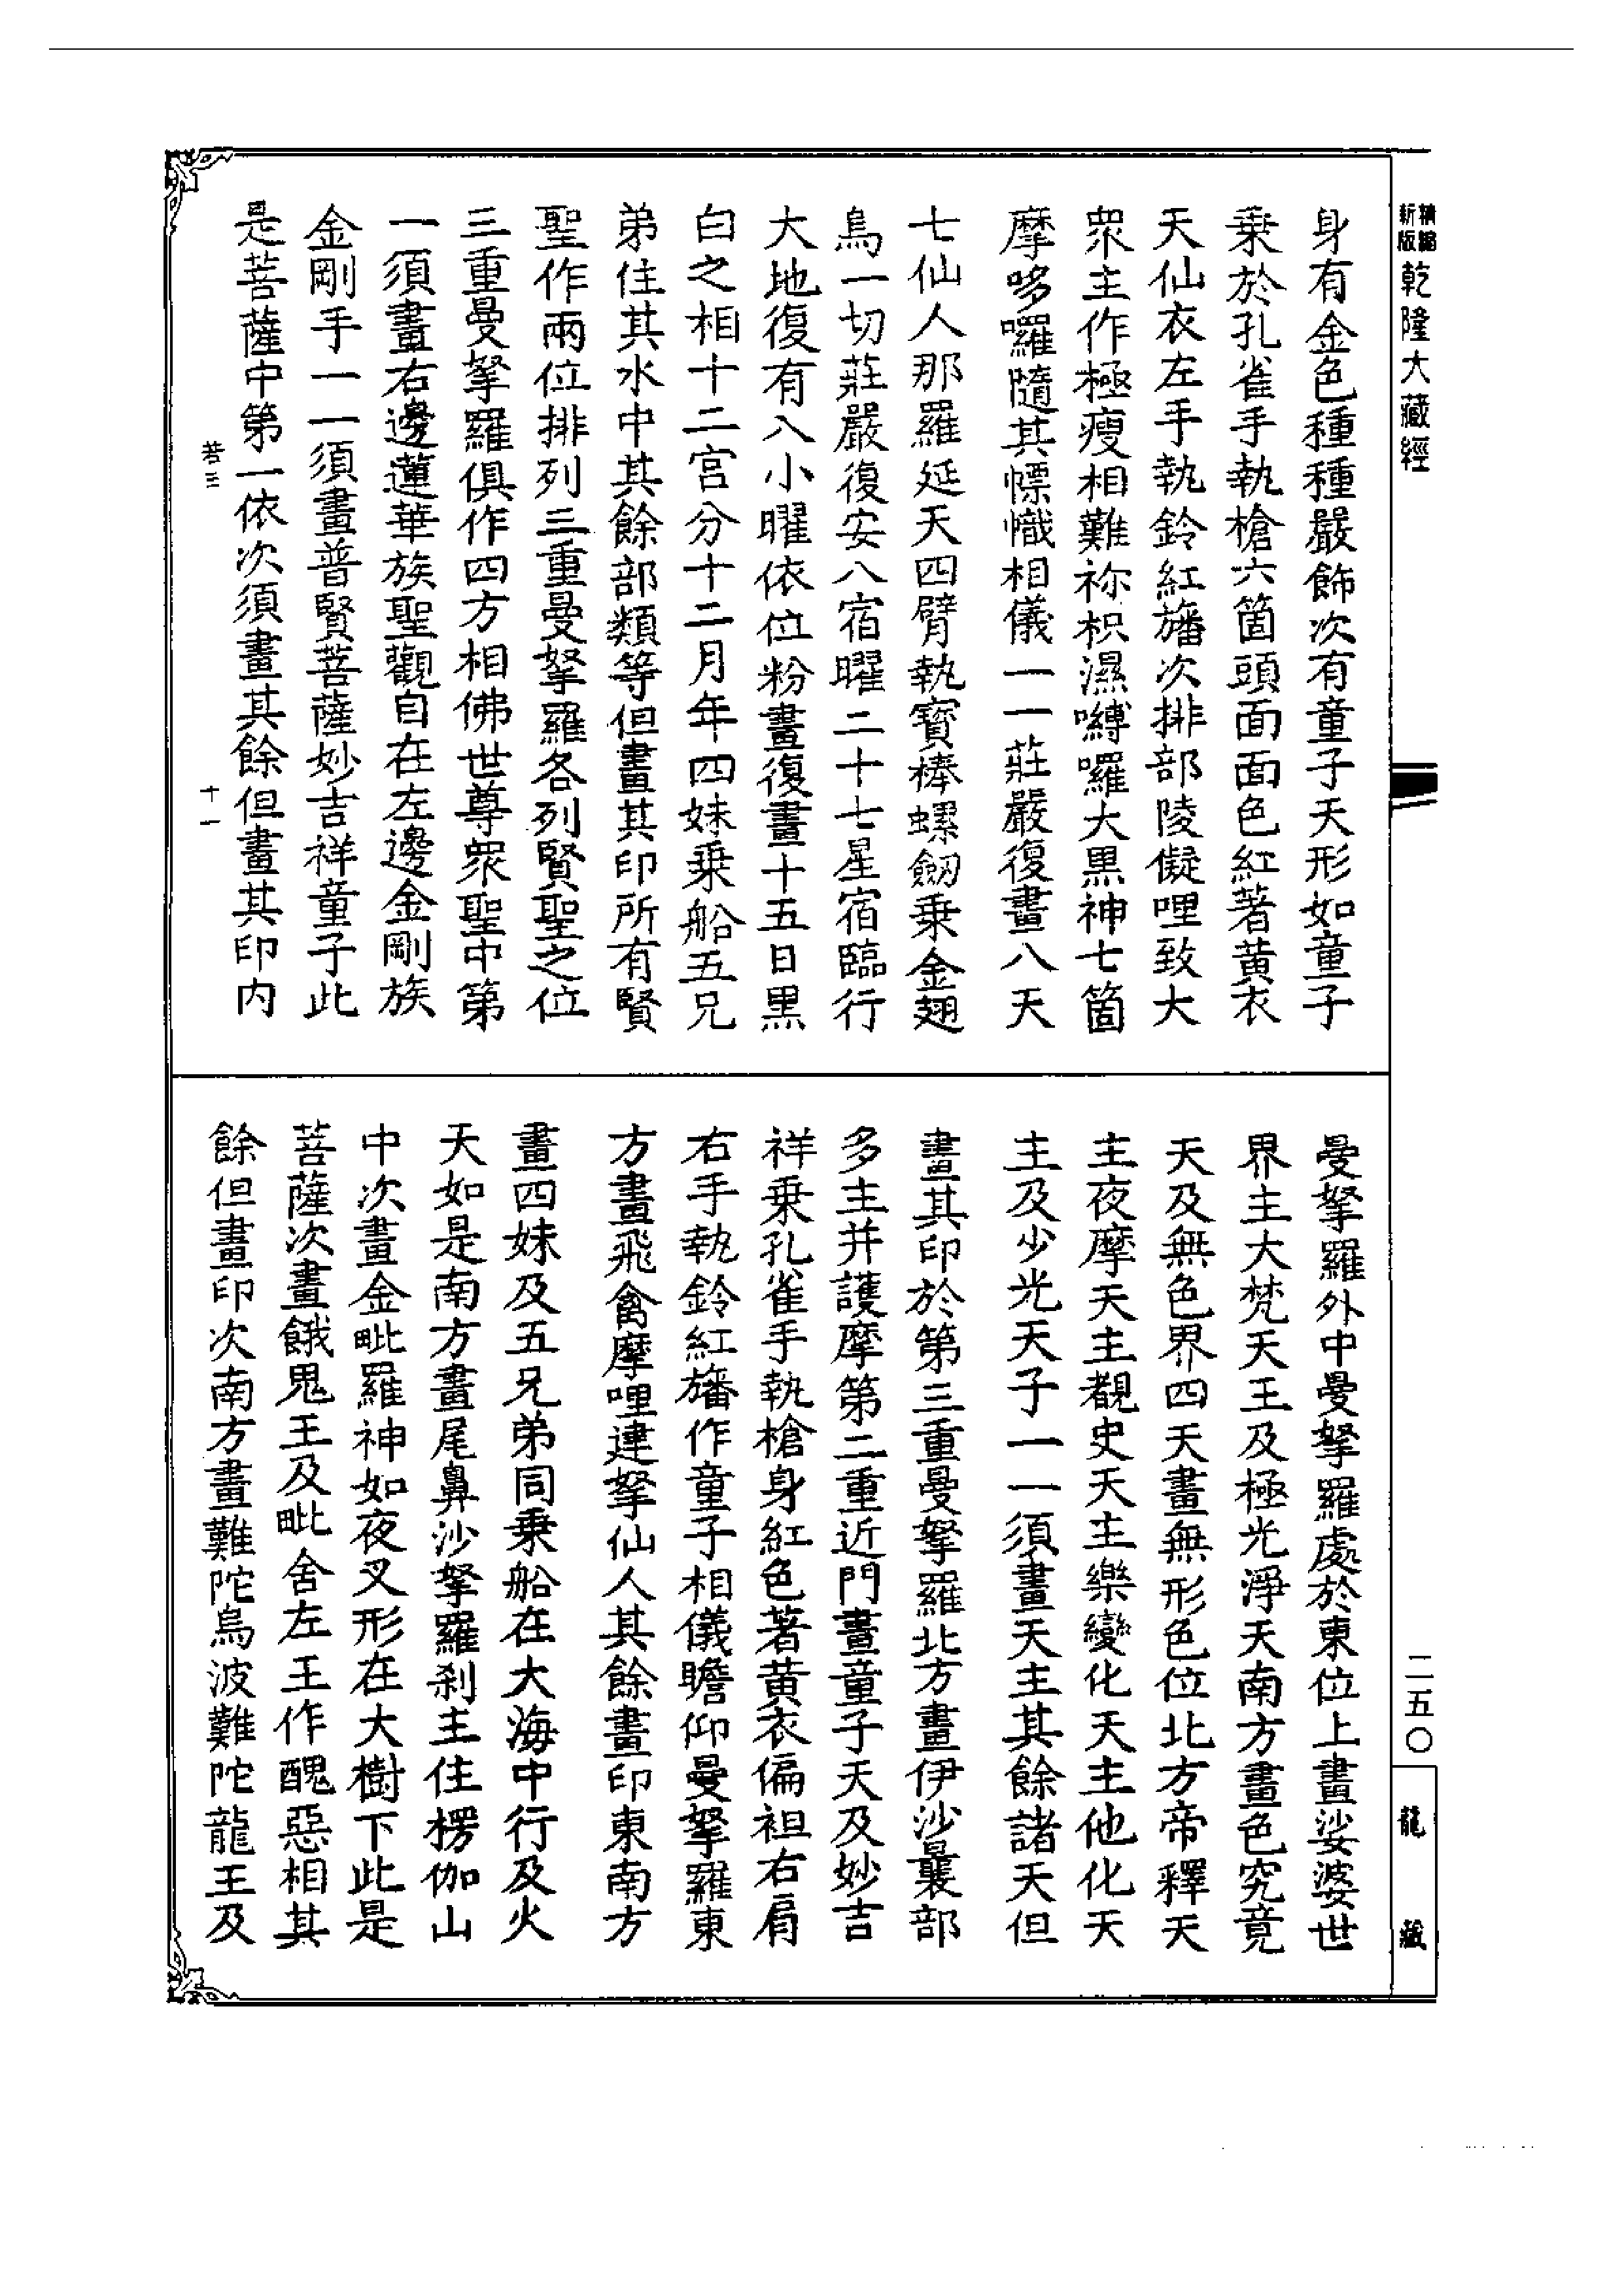 新版精縮乾隆大藏經
二五〇
龍藏
身有金色種種嚴飾次有童子天形如童子
乗於孔雀手執槍六箇頭面面色紅著黄衣
天仙衣左手執鈴紅旛次排部陵儗哩致大
眾主作極瘦相難祢枳濕嚩囉大黒神七箇
摩哆囉隨其幖幟相儀一一莊嚴復畫八天
七仙人那羅延天四臂執寳棒螺劒乗金翅
鳥一切莊嚴復安八宿曜二十七星宿臨行
大地復有八小曜依位粉畫復畫十五日黒
白之相十二宮分十二月年四妹乗船五兄
弟住其水中其餘部類等但畫其印所有賢
聖作兩位排列三重曼拏羅各列賢聖之位
三重曼拏羅俱作四方相佛世尊眾聖中第
一須畫右邊蓮華族聖觀自在左邊金剛族
金剛手一一須畫普賢菩薩妙吉祥童子此
是菩薩中第一依次須畫其餘但畫其印内
三 十一
曼拏羅外中曼拏羅處於東位上畫娑婆世
界主大梵天王及極光淨天南方畫色究竟
天及無色界四天畫無形色位北方帝釋天
主夜摩天主覩史天主樂變化天主他化天
主及少光天子一一須畫天主其餘諸天但
畫其印於第三重曼拏羅北方畫伊沙曩部
多主并護摩第二重近門畫童子天及妙吉
祥乗孔雀手執槍身紅色著黄衣偏袒右肩
右手執鈴紅旛作童子相儀瞻仰曼拏羅東
方畫飛禽摩哩建拏仙人其餘畫印東南方
畫四妹及五兄弟同乗船在大海中行及火
天如是南方畫尾鼻沙拏羅刹主住楞伽山
中次畫金毗羅神如夜叉形在大樹下此是
菩薩次畫餓鬼王及毗舍左王作醜惡相其
餘但畫印次南方畫難陀烏波難陀龍王及